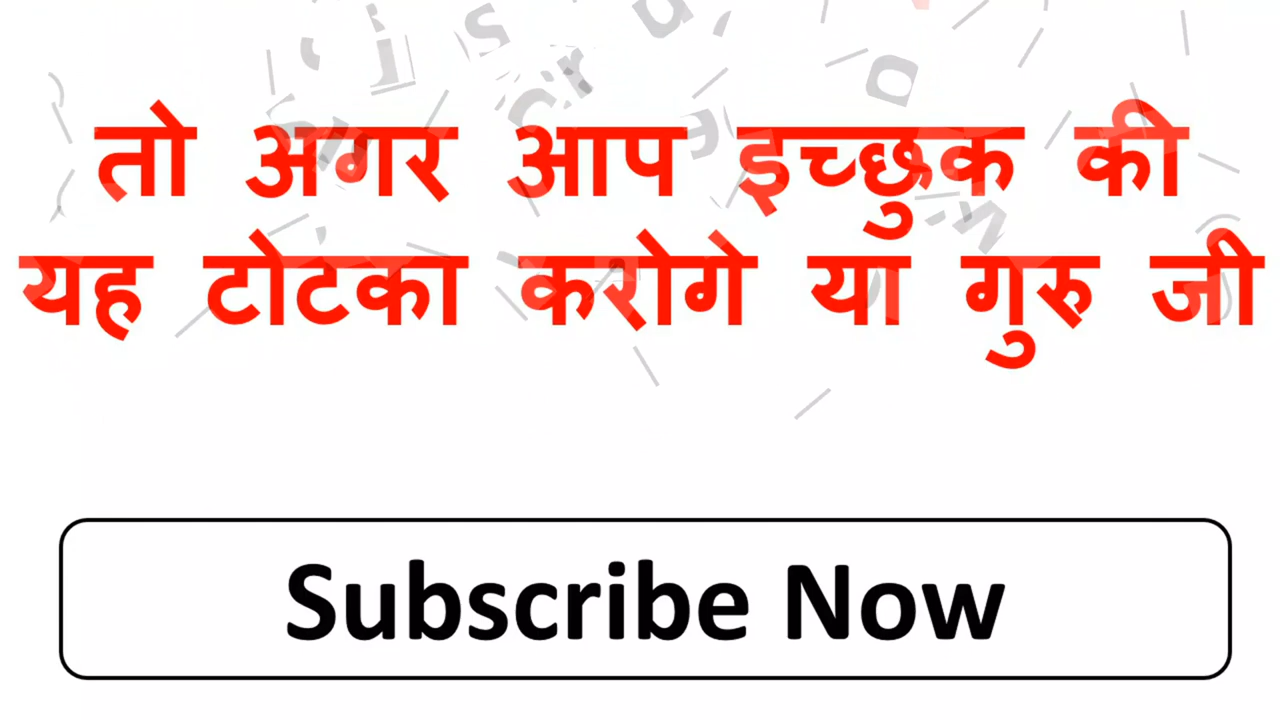 तो अगर आप इच्छुक की
यह टोटका करोगे या गुरु जी
Subscribe Now